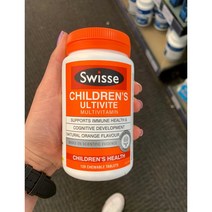 Swisse
CHILDREN'S
ULTIVITE
MULTIVITAMIN
SUPPORTS IMMUNE HEALTH &
COGNITIVE DEVELOPMENT
NATURAL ORANGE FLAVOUR
CHILDREN'S HEALTH
120 CHEWABLE TABLETS